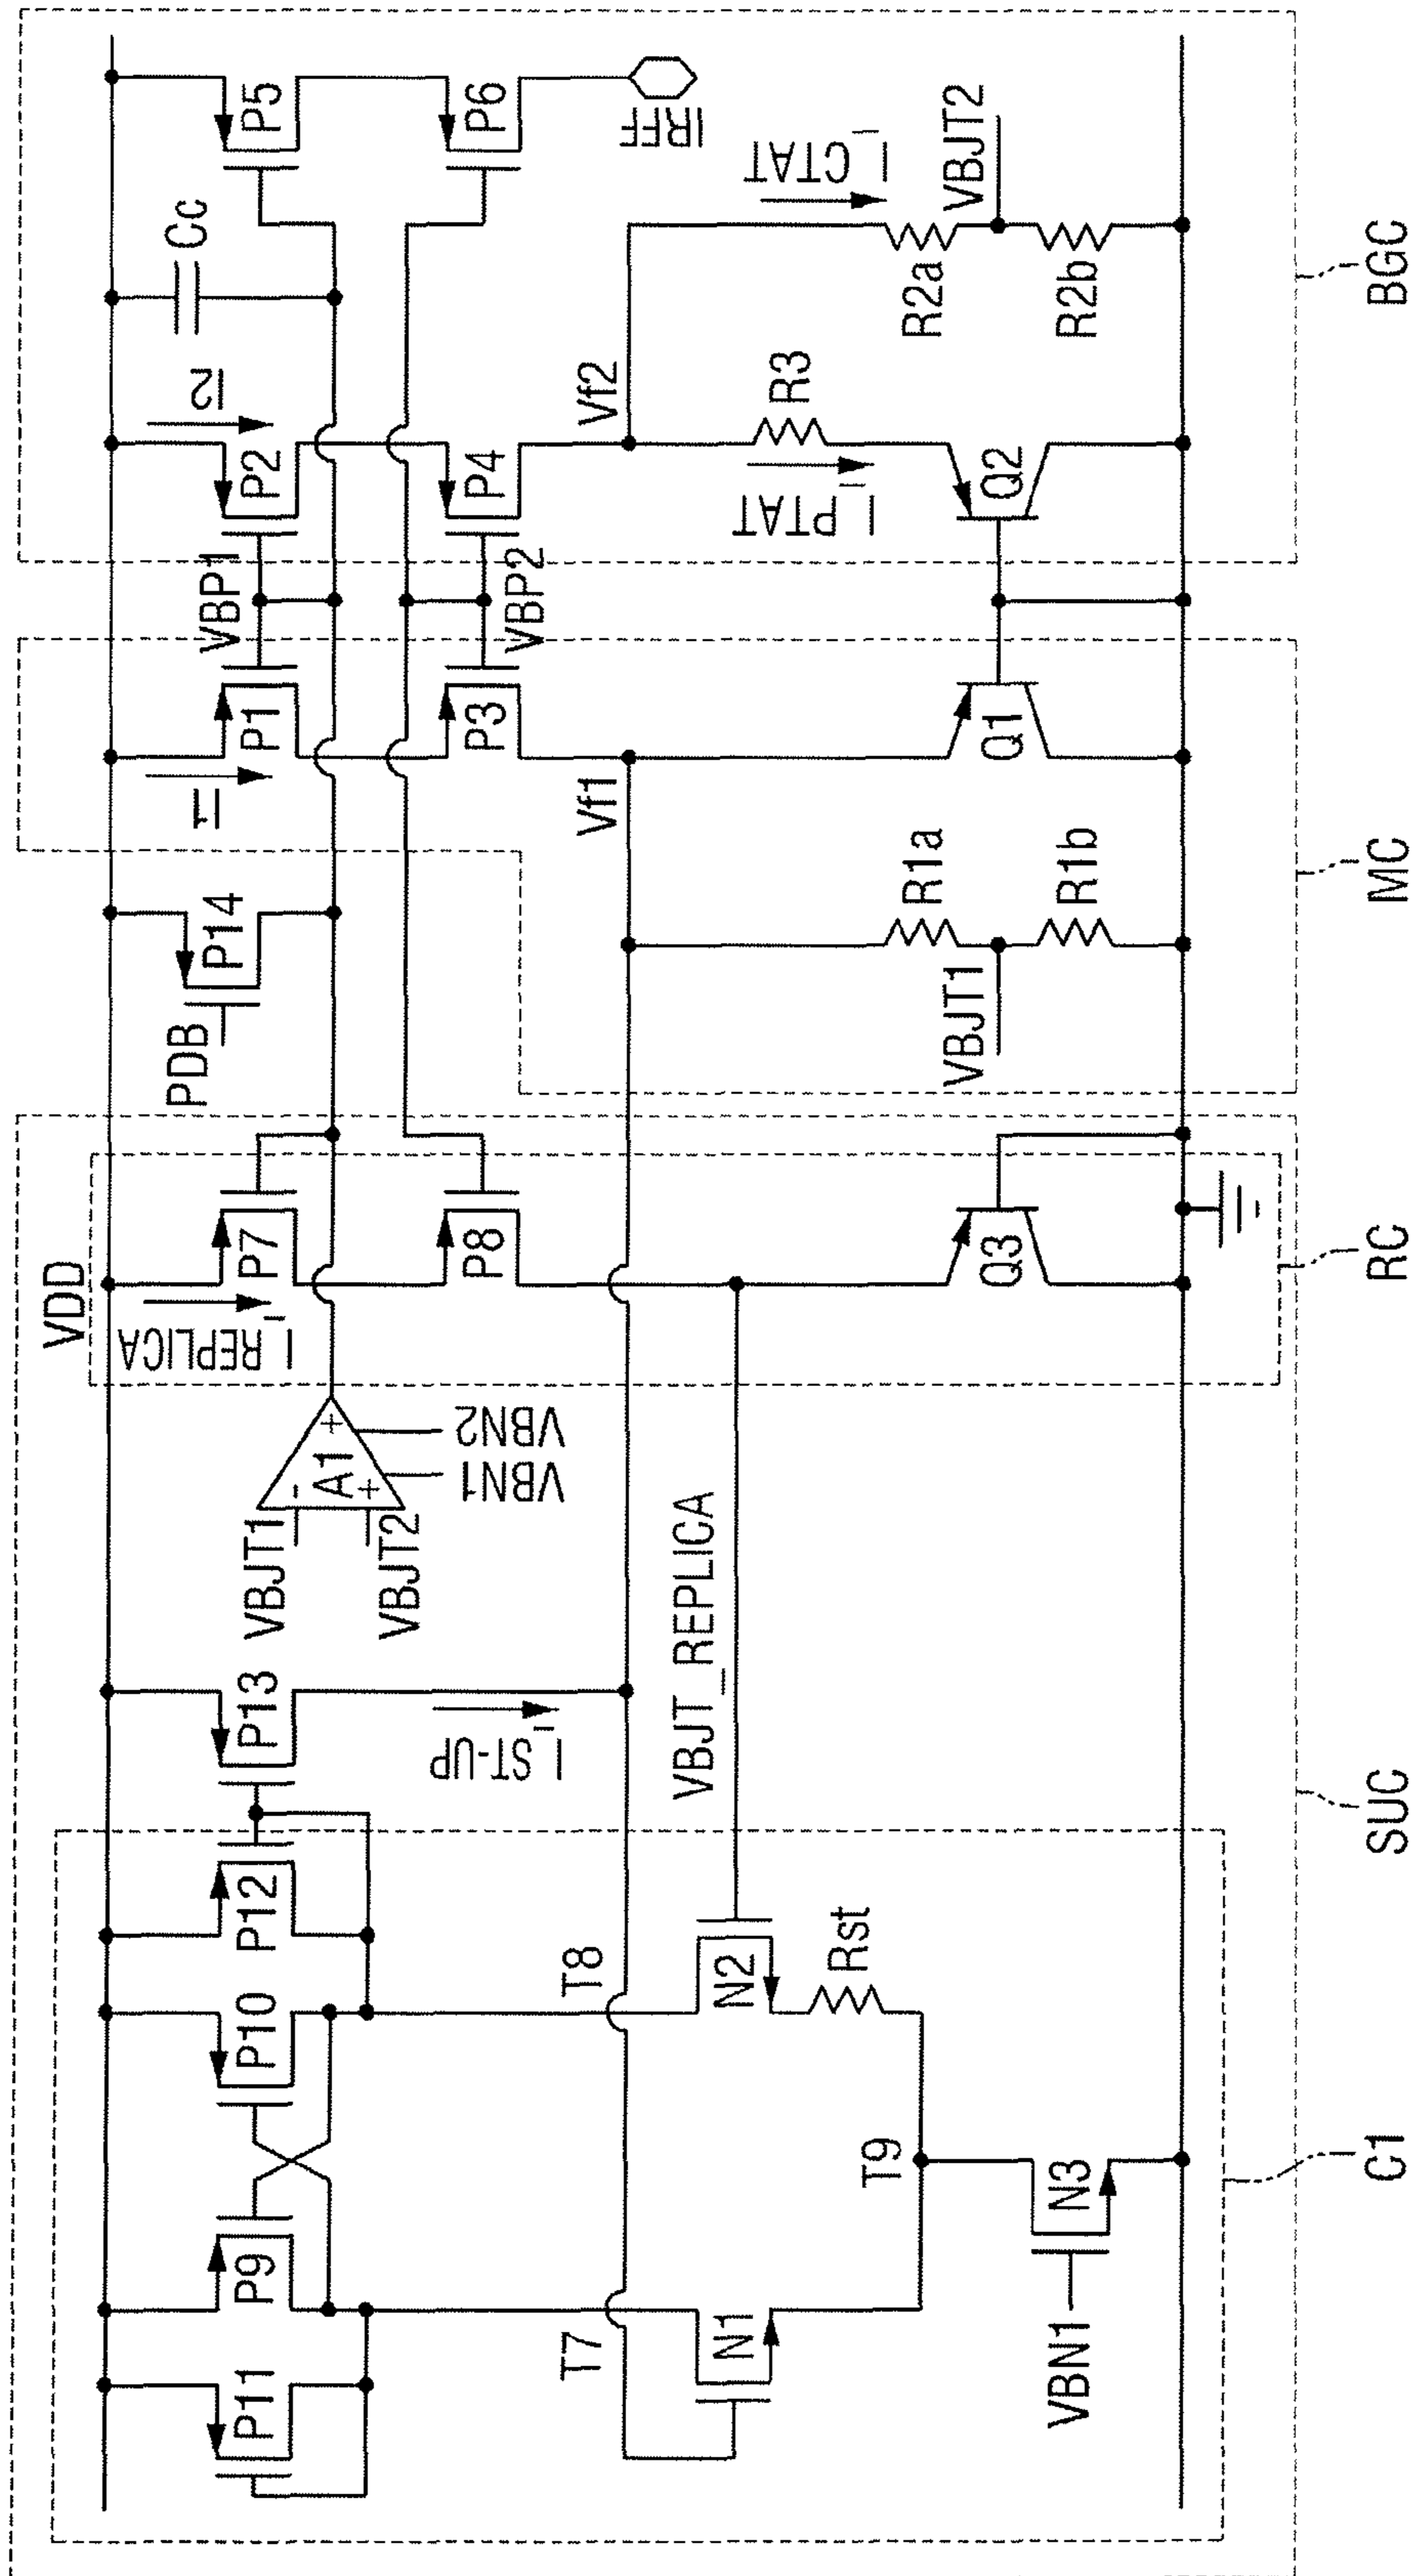 VDD
P11
P9
P10
P12
P13
I_ST-UP
VBJT1
VBJT2
A1
-
+
+
VBN1
VBN2
I_REPLICA
P7
P8
PDB
P14
I1
P1
P3
VBP1
VBP2
I2
P2
P4
Cc
P5
P6
IREF
T7
T8
N1
N2
Rst
T9
VBN1
N3
VBJT_REPLICA
Q3
Vf1
R1a
VBJT1
R1b
Q1
Vf2
I_PTAT
R3
Q2
I_CTAT
R2a
VBJT2
R2b
C1
SUC
RC
MC
BGC